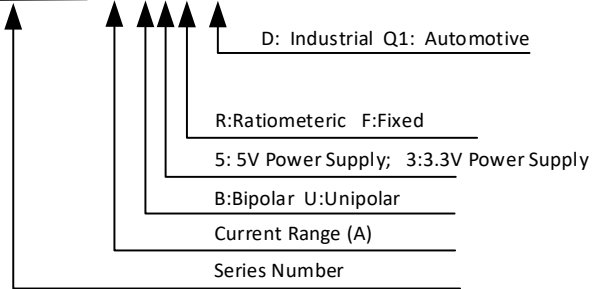 D: Industrial Q1: Automotive
R:Ratiometeric F:Fixed
5: 5V Power Supply; 3:3.3V Power Supply
B:Bipolar U:Unipolar
Current Range (A)
Series Number